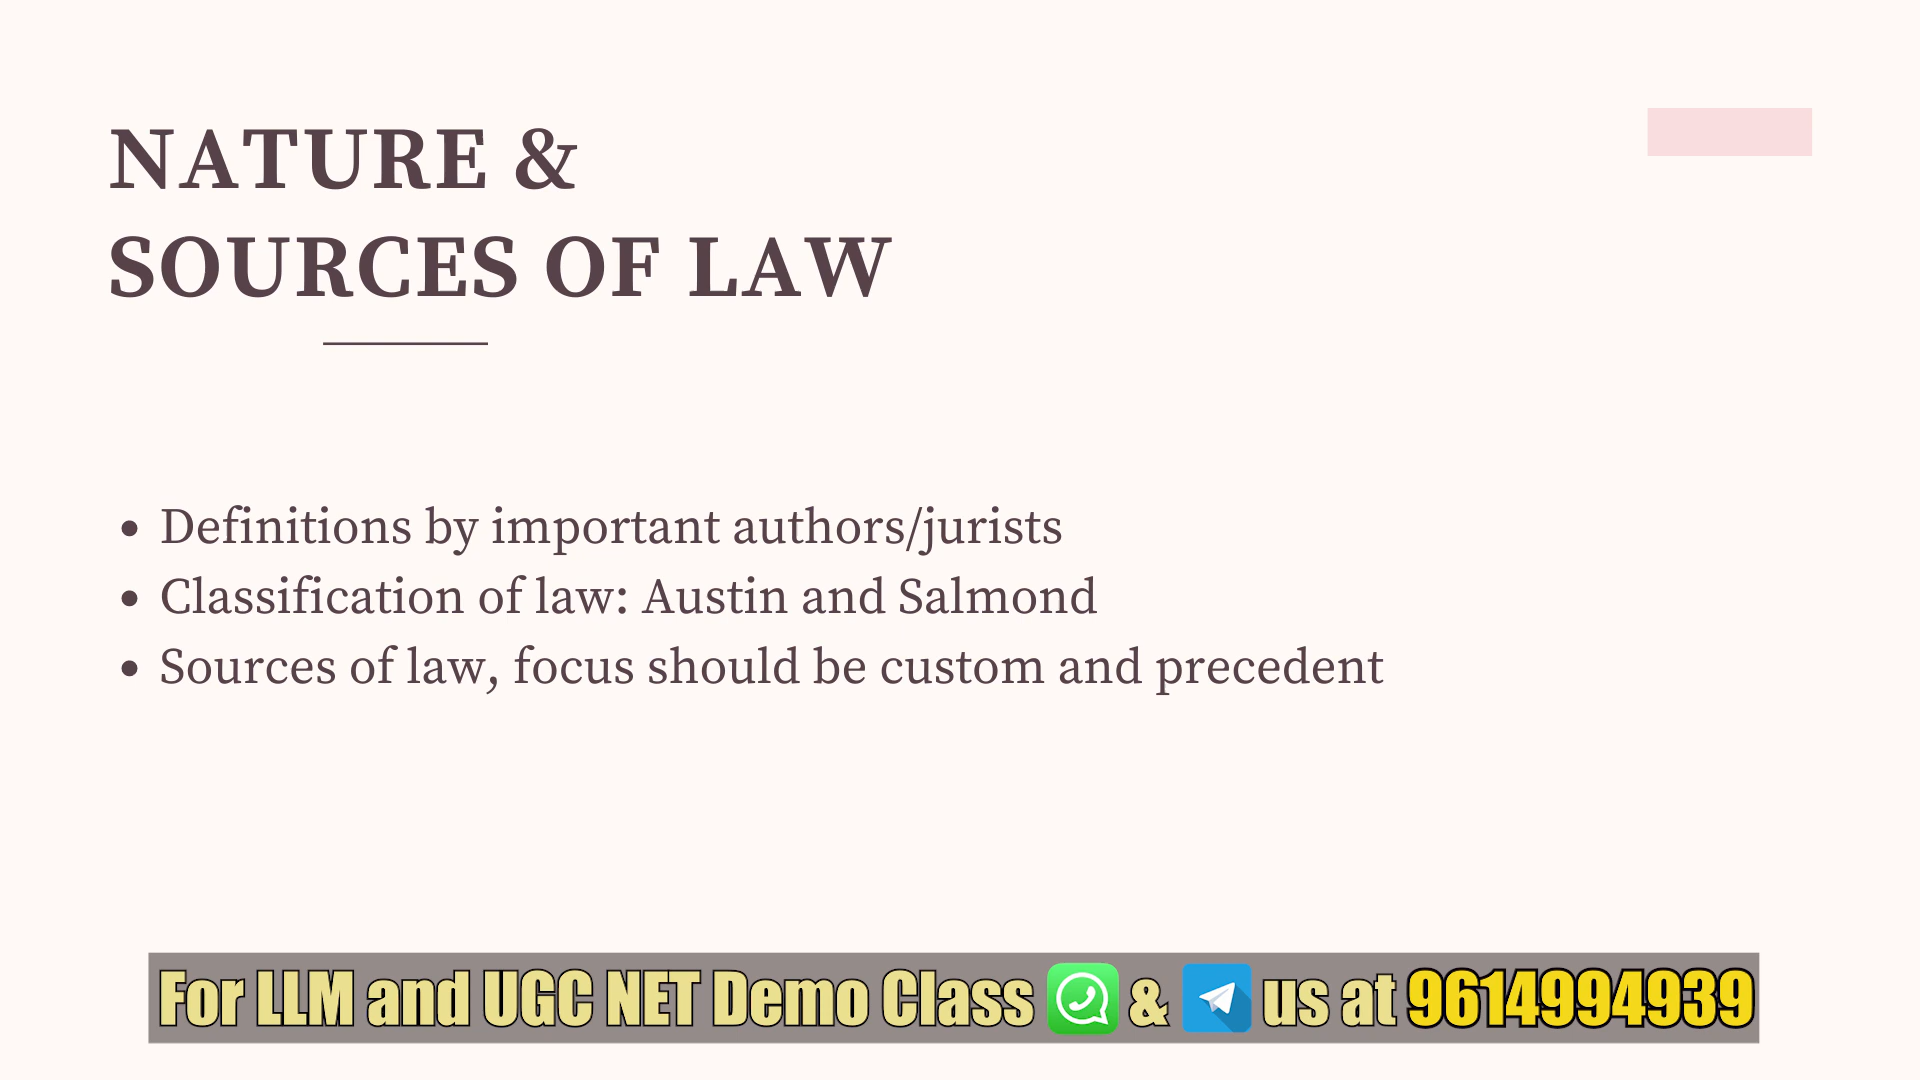 NATURE &
SOURCES OF LAW
• Definitions by important authors/jurists
• Classification of law: Austin and Salmond
• Sources of law, focus should be custom and precedent
For LLM and UGC NET Demo Class & us at 9614994939